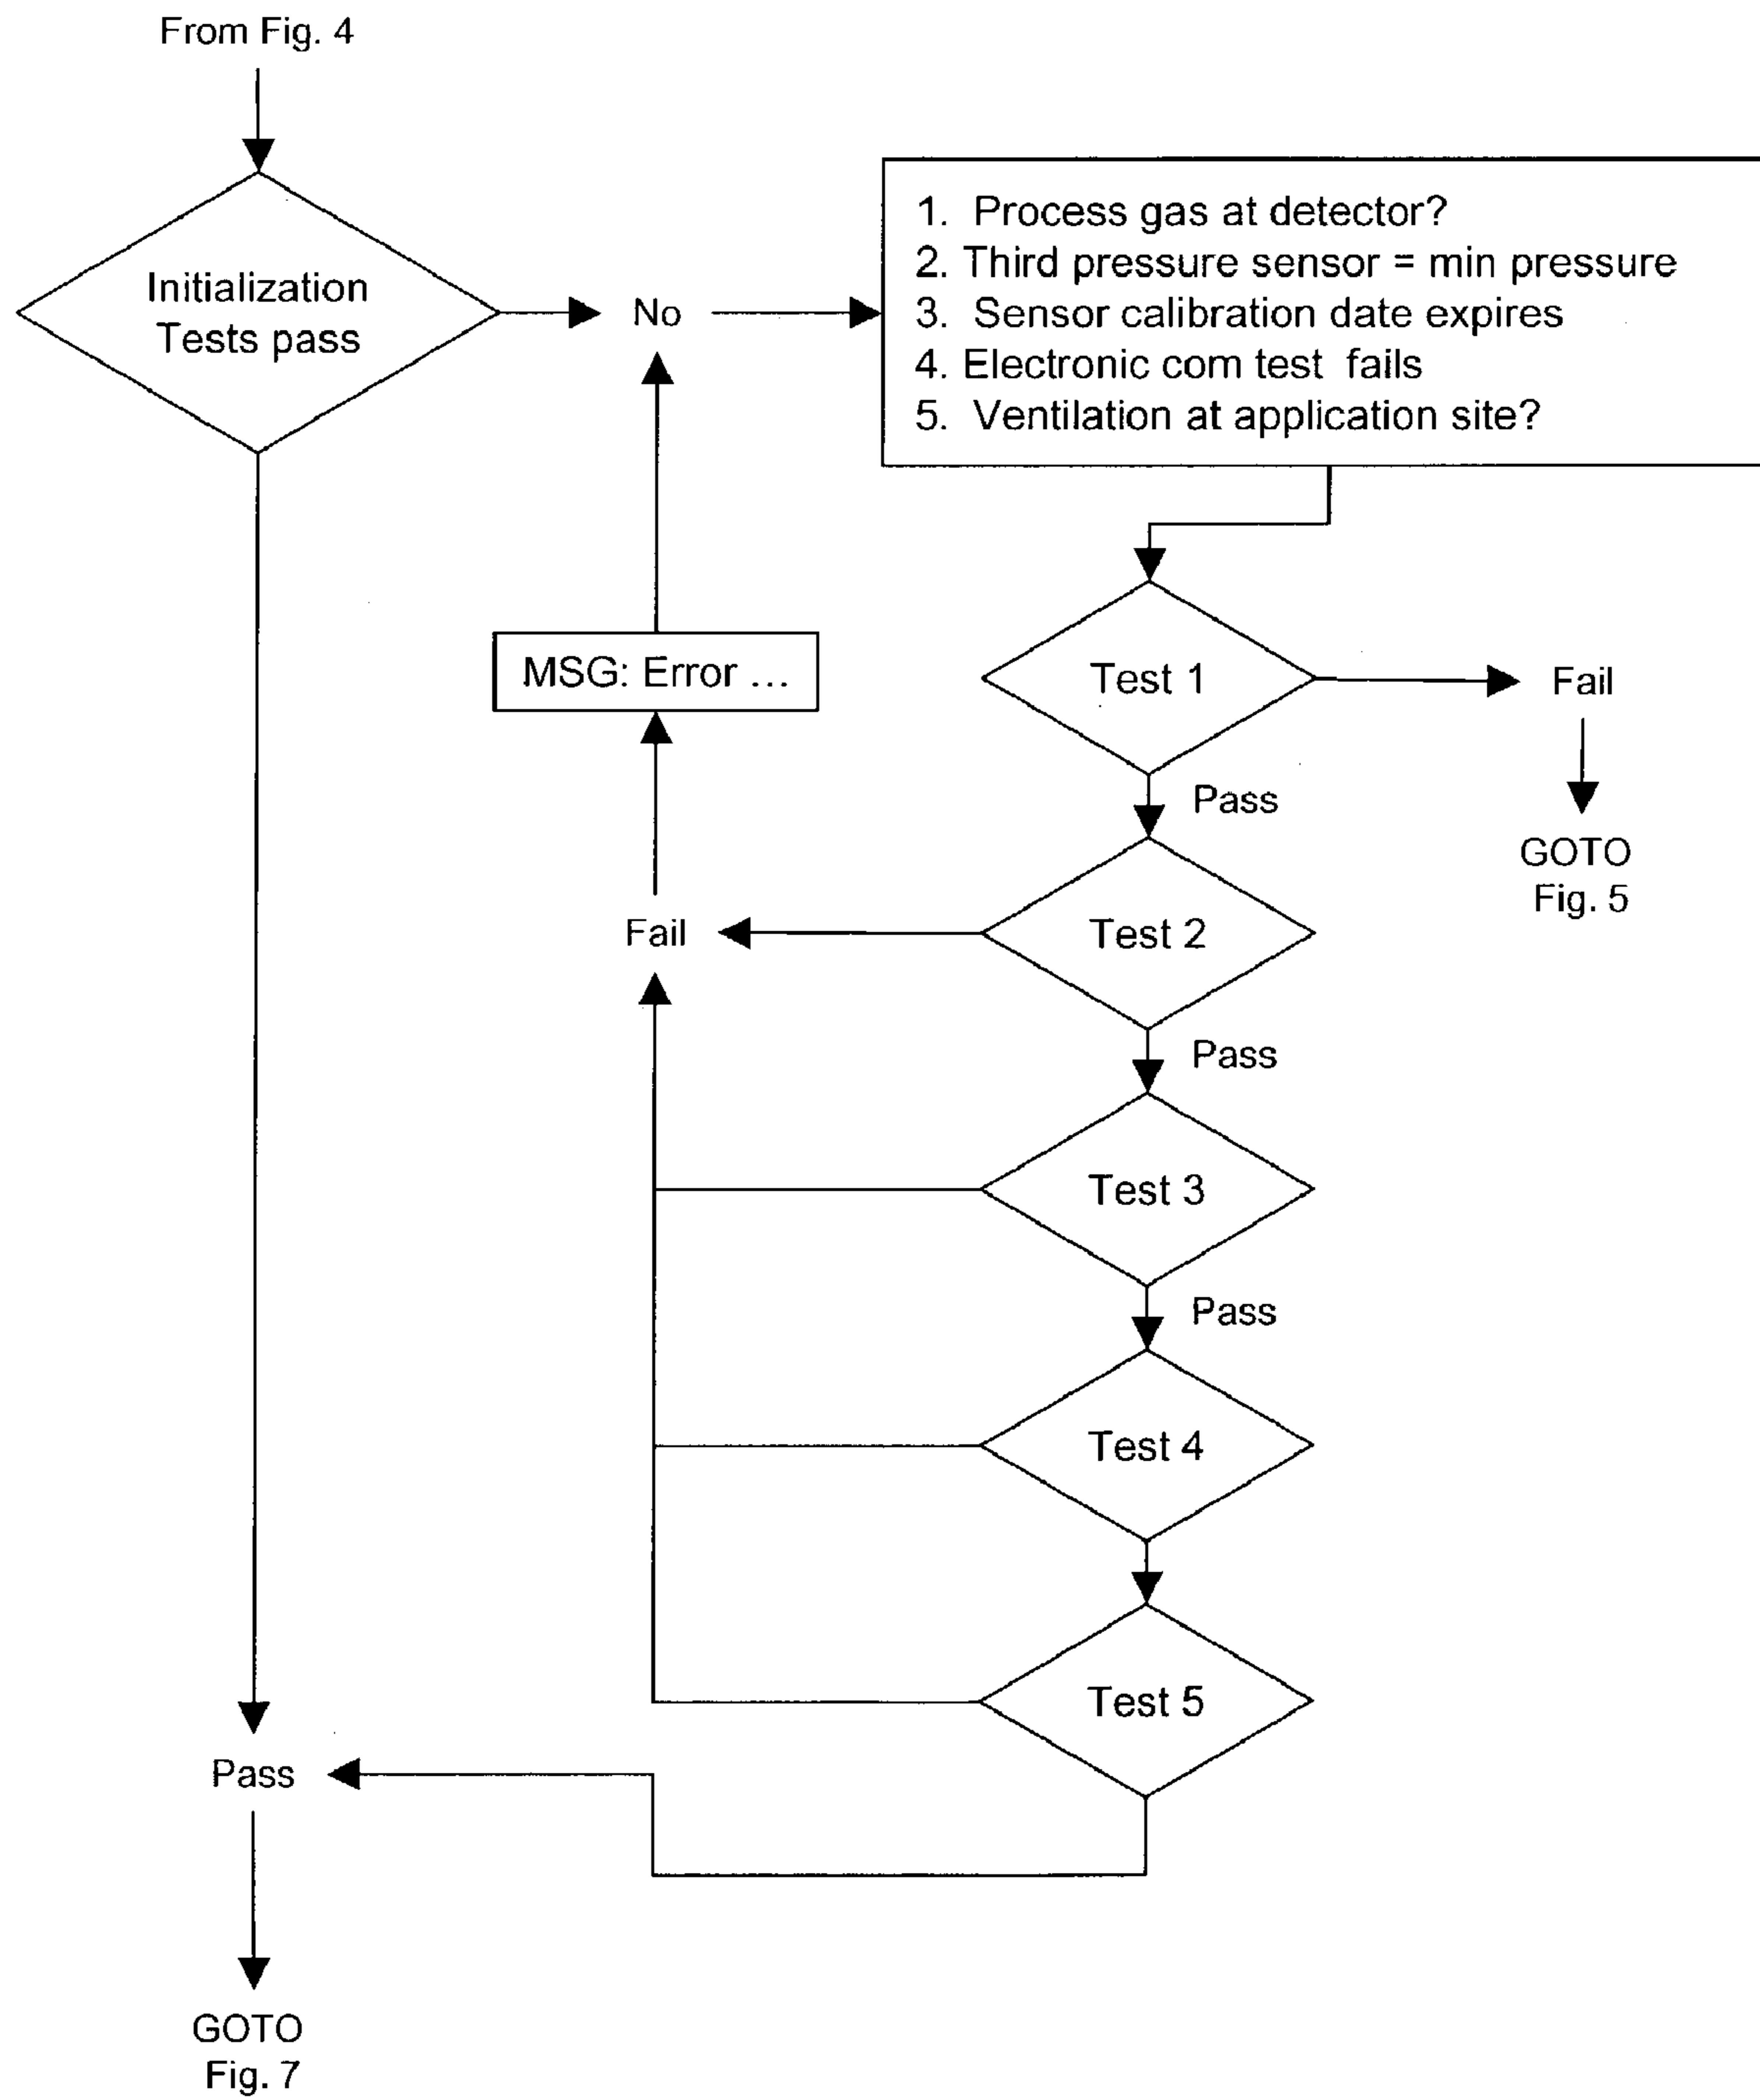 From Fig. 4
Initialization
Tests pass
No
1. Process gas at detector?
2. Third pressure sensor = min pressure
3. Sensor calibration date expires
4. Electronic com test fails
5. Ventilation at application site?
MSG: Error ...
Test 1
Fail
Pass
GOTO
Fig. 5
Fail
Test 2
Pass
Test 3
Pass
Test 4
Test 5
Pass
GOTO
Fig. 7